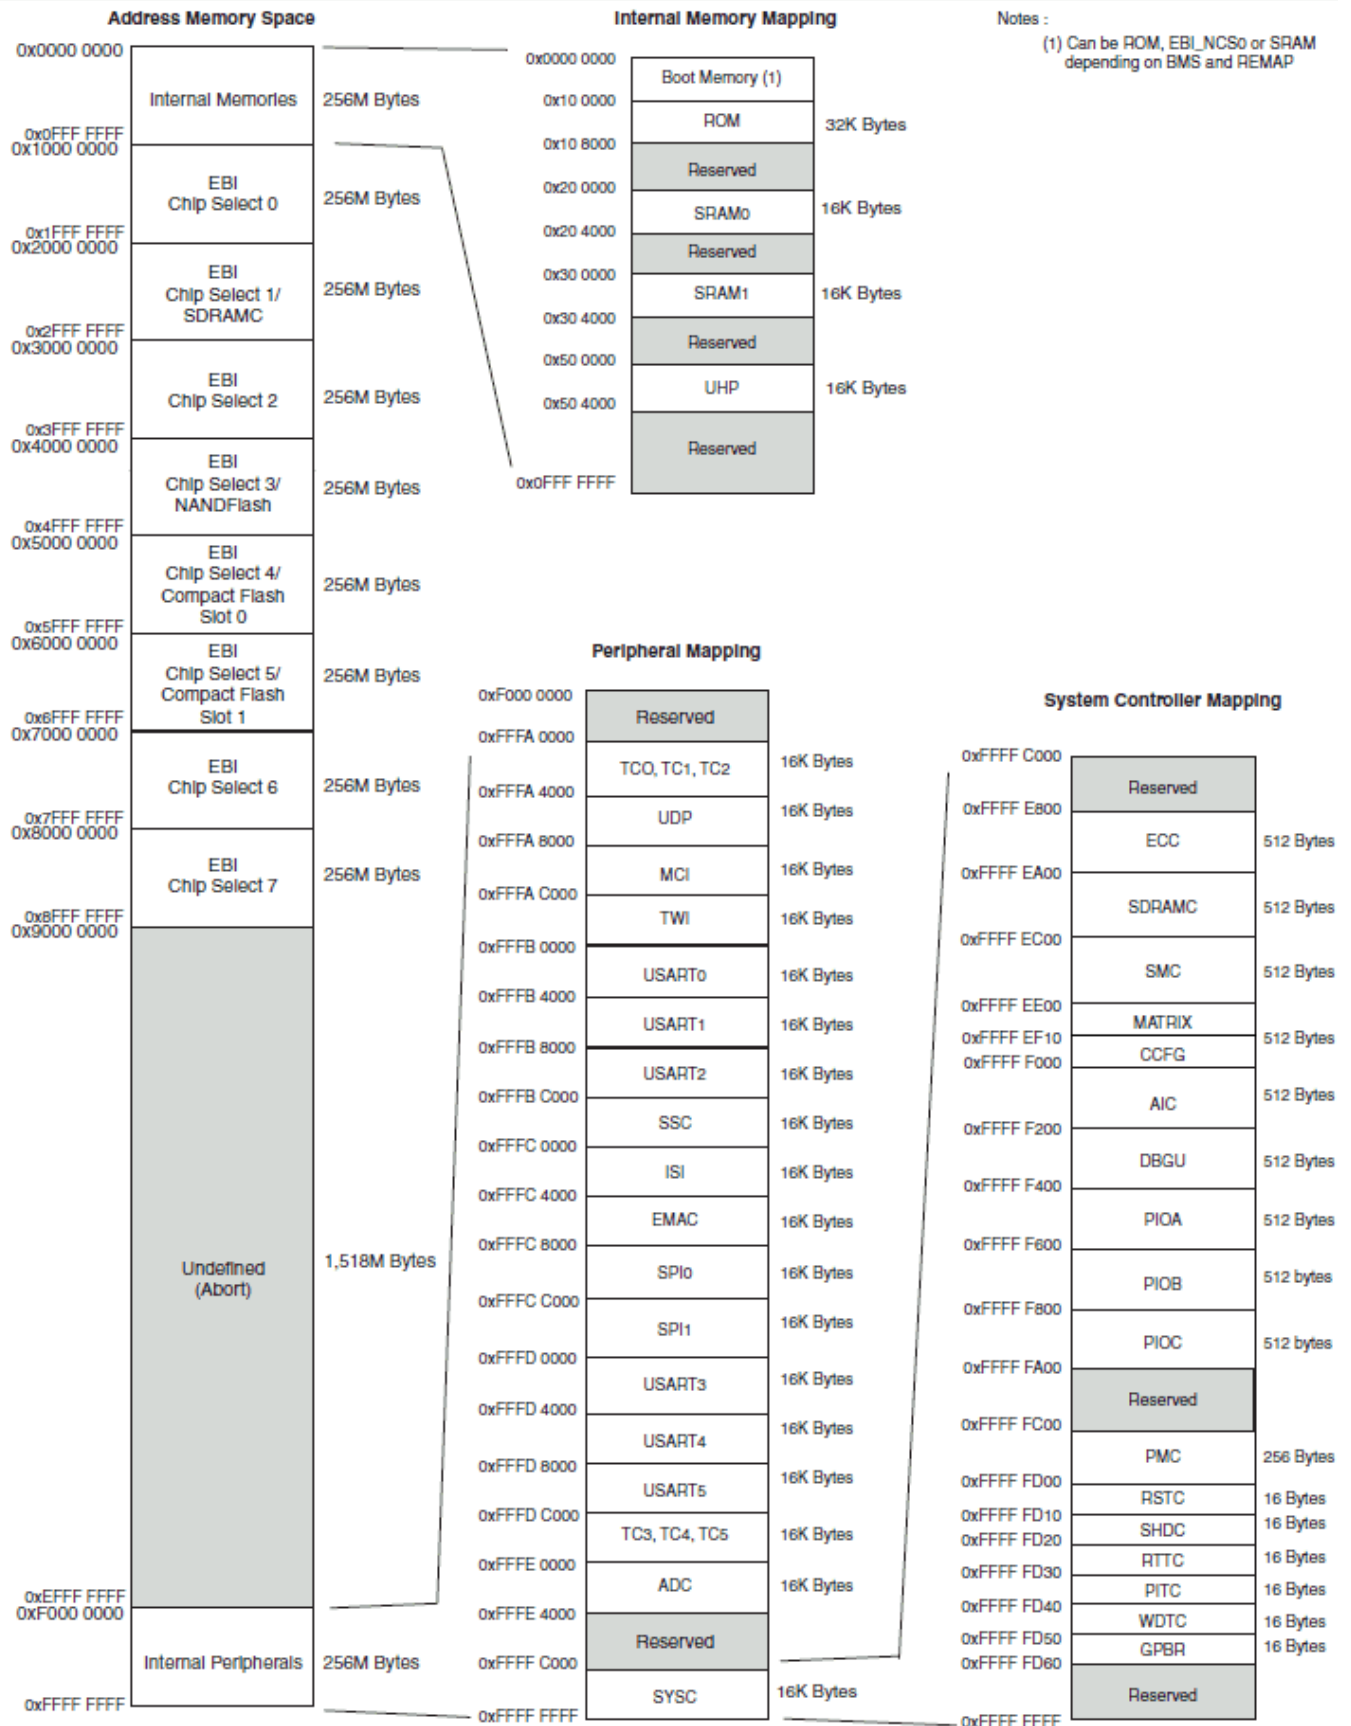 Address Memory Space
0x0000 0000
Internal Memories
256M Bytes
0x0FFF FFFF
0x1000 0000
EBI
Chip Select 0
256M Bytes
0x1FFF FFFF
0x2000 0000
EBI
Chip Select 1/
SDRAMC
256M Bytes
0x2FFF FFFF
0x3000 0000
EBI
Chip Select 2
256M Bytes
0x3FFF FFFF
0x4000 0000
EBI
Chip Select 3/
NANDFlash
256M Bytes
0x4FFF FFFF
0x5000 0000
EBI
Chip Select 4/
Compact Flash
Slot 0
256M Bytes
0x5FFF FFFF
0x6000 0000
EBI
Chip Select 5/
Compact Flash
Slot 1
256M Bytes
0x6FFF FFFF
0x7000 0000
EBI
Chip Select 6
256M Bytes
0x7FFF FFFF
0x8000 0000
EBI
Chip Select 7
256M Bytes
0x8FFF FFFF
0x9000 0000
Undefined
(Abort)
1,518M Bytes
0xEFFF FFFF
0xF000 0000
Internal Peripherals
256M Bytes
0xFFFF FFFF
Internal Memory Mapping
0x0000 0000
Boot Memory (1)
0x10 0000
ROM
32K Bytes
0x10 8000
Reserved
0x20 0000
SRAM0
16K Bytes
0x20 4000
Reserved
0x30 0000
SRAM1
16K Bytes
0x30 4000
Reserved
0x50 0000
UHP
16K Bytes
0x50 4000
Reserved
0x0FFF FFFF
Notes :
(1) Can be ROM, EBI_NCS0 or SRAM
depending on BMS and REMAP
Peripheral Mapping
0xF000 0000
Reserved
0xFFFA 0000
TCO, TC1, TC2
16K Bytes
0xFFFA 4000
UDP
16K Bytes
0xFFFA 8000
MCI
16K Bytes
0xFFFA C000
TWI
16K Bytes
0xFFFB 0000
USART0
16K Bytes
0xFFFB 4000
USART1
16K Bytes
0xFFFB 8000
USART2
16K Bytes
0xFFFB C000
SSC
16K Bytes
0xFFFC 0000
ISI
16K Bytes
0xFFFC 4000
EMAC
16K Bytes
0xFFFC 8000
SPI0
16K Bytes
0xFFFC C000
SPI1
16K Bytes
0xFFFD 0000
USART3
16K Bytes
0xFFFD 4000
USART4
16K Bytes
0xFFFD 8000
USART5
16K Bytes
0xFFFD C000
TC3, TC4, TC5
16K Bytes
0xFFFE 0000
ADC
16K Bytes
0xFFFE 4000
Reserved
0xFFFF C000
SYSC
16K Bytes
0xFFFF FFFF
System Controller Mapping
0xFFFF C000
Reserved
0xFFFF E800
ECC
512 Bytes
0xFFFF EA00
SDRAMC
512 Bytes
0xFFFF EC00
SMC
512 Bytes
0xFFFF EE00
MATRIX
0xFFFF EF10
512 Bytes
CCFG
0xFFFF F000
AIC
512 Bytes
0xFFFF F200
DBGU
512 Bytes
0xFFFF F400
PIOA
512 Bytes
0xFFFF F600
PIOB
512 bytes
0xFFFF F800
PIOC
512 bytes
0xFFFF FA00
Reserved
0xFFFF FC00
PMC
256 Bytes
0xFFFF FD00
RSTC
16 Bytes
0xFFFF FD10
SHDC
16 Bytes
0xFFFF FD20
RTTC
16 Bytes
0xFFFF FD30
PITC
16 Bytes
0xFFFF FD40
WDTC
16 Bytes
0xFFFF FD50
GPBR
16 Bytes
0xFFFF FD60
Reserved
0xFFFF FFFF